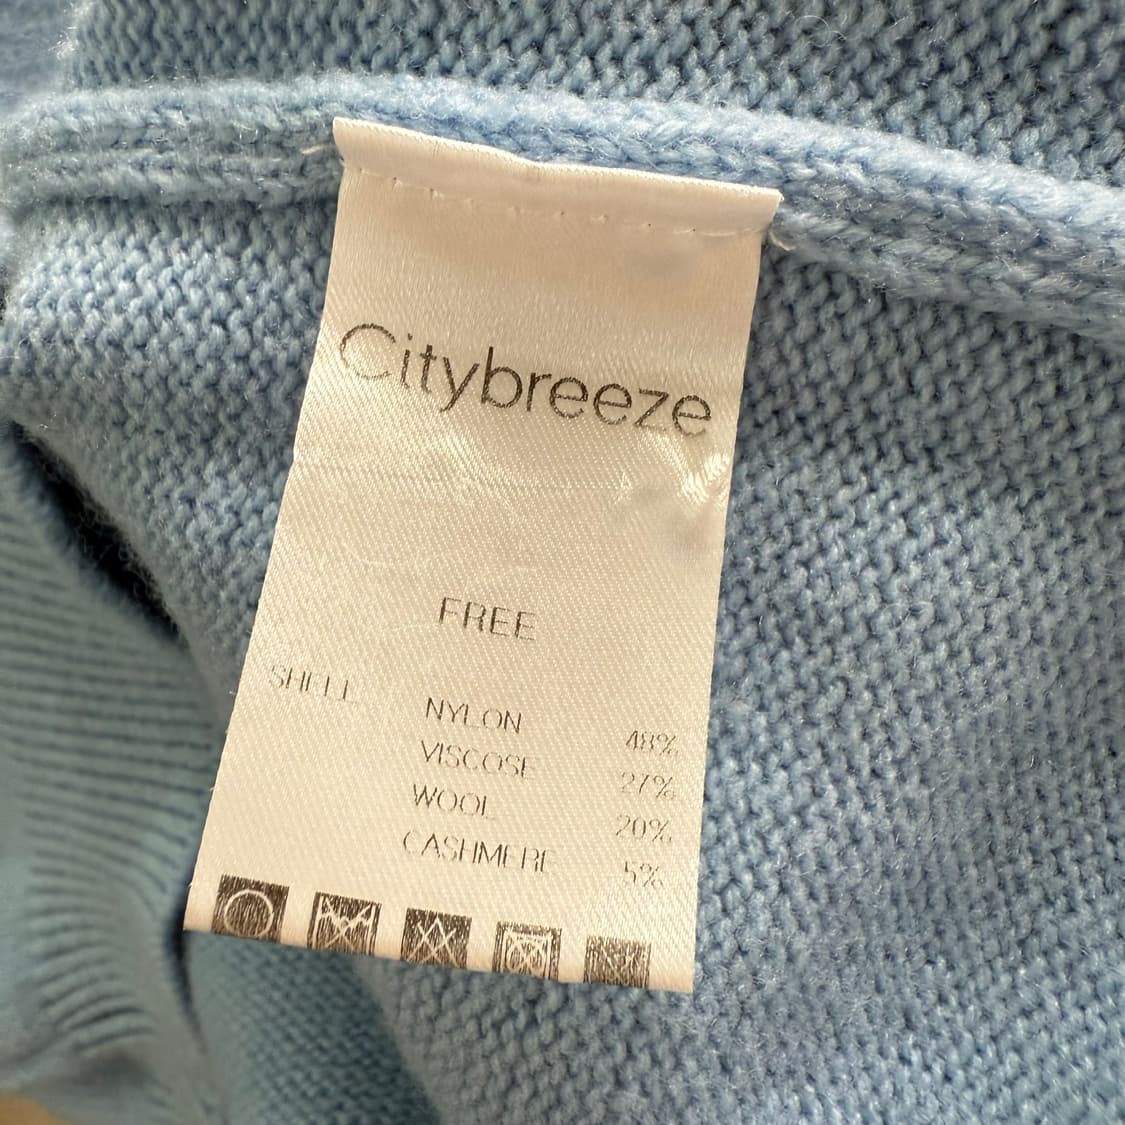 Citybreeze
FREE
SHELL
NYLON 48%
VISCOSE 27%
WOOL 20%
CASHMERE 5%